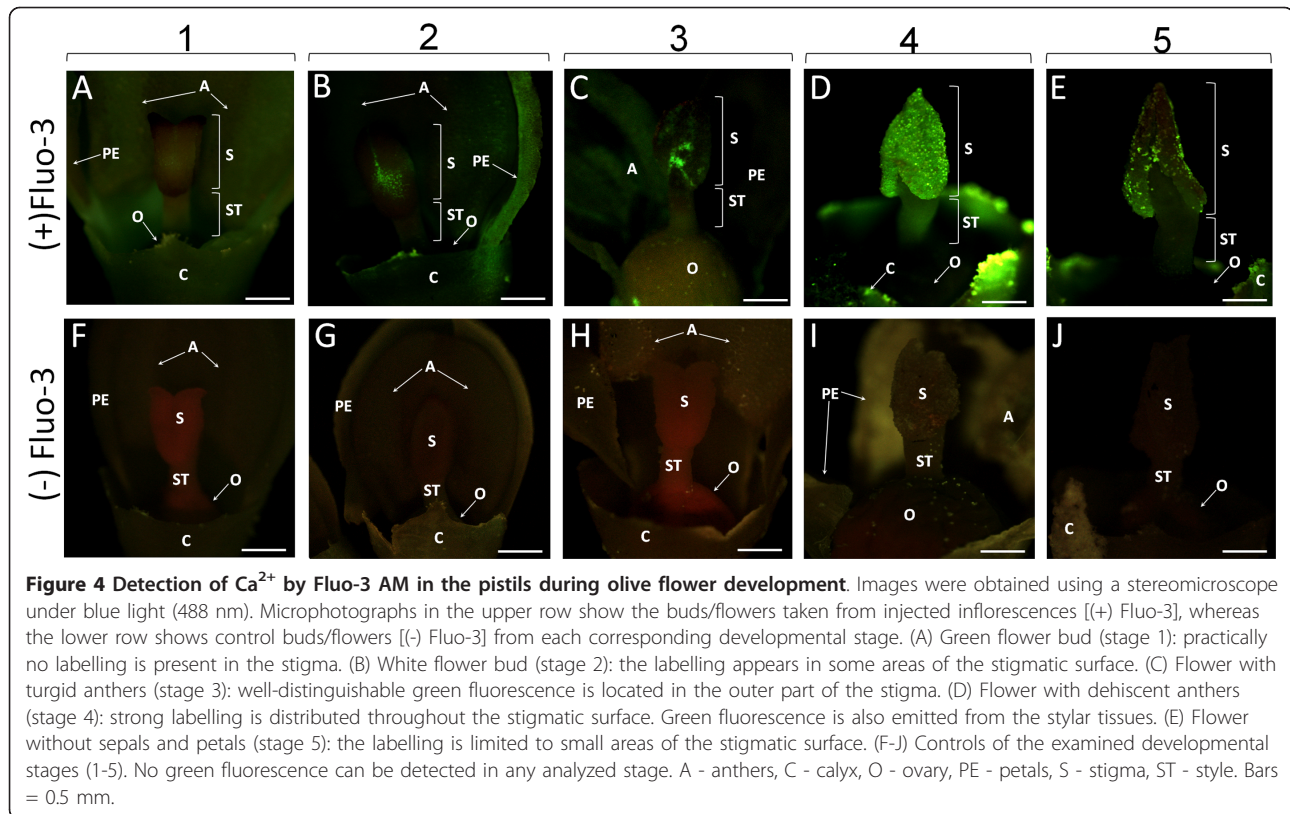 1 2 3 4 5
(+)Fluo-3
A A S PE ST O C
B A S PE ST O C
C S A PE ST O
D S ST C O
E S ST O C
(-) Fluo-3
F A PE S ST O C
G A PE S ST O C
H A PE S ST O C
I PE S A ST O
J S ST O C
Figure 4 Detection of Ca2+ by Fluo-3 AM in the pistils during olive flower development. Images were obtained using a stereomicroscope
under blue light (488 nm). Microphotographs in the upper row show the buds/flowers taken from injected inflorescences [(+) Fluo-3], whereas
the lower row shows control buds/flowers [(-) Fluo-3] from each corresponding developmental stage. (A) Green flower bud (stage 1): practically
no labelling is present in the stigma. (B) White flower bud (stage 2): the labelling appears in some areas of the stigmatic surface. (C) Flower with
turgid anthers (stage 3): well-distinguishable green fluorescence is located in the outer part of the stigma. (D) Flower with dehiscent anthers
(stage 4): strong labelling is distributed throughout the stigmatic surface. Green fluorescence is also emitted from the stylar tissues. (E) Flower
without sepals and petals (stage 5): the labelling is limited to small areas of the stigmatic surface. (F-J) Controls of the examined developmental
stages (1-5). No green fluorescence can be detected in any analyzed stage. A - anthers, C - calyx, O - ovary, PE - petals, S - stigma, ST - style. Bars
= 0.5 mm.